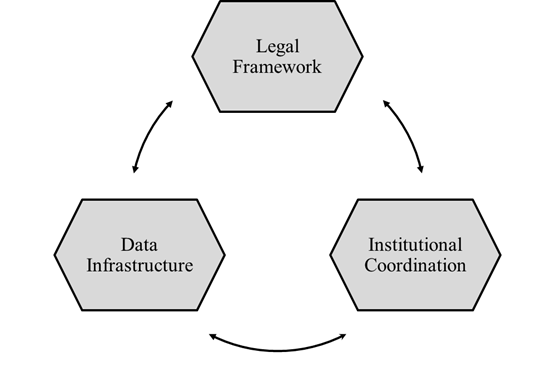 Legal
Framework
Data
Infrastructure
Institutional
Coordination